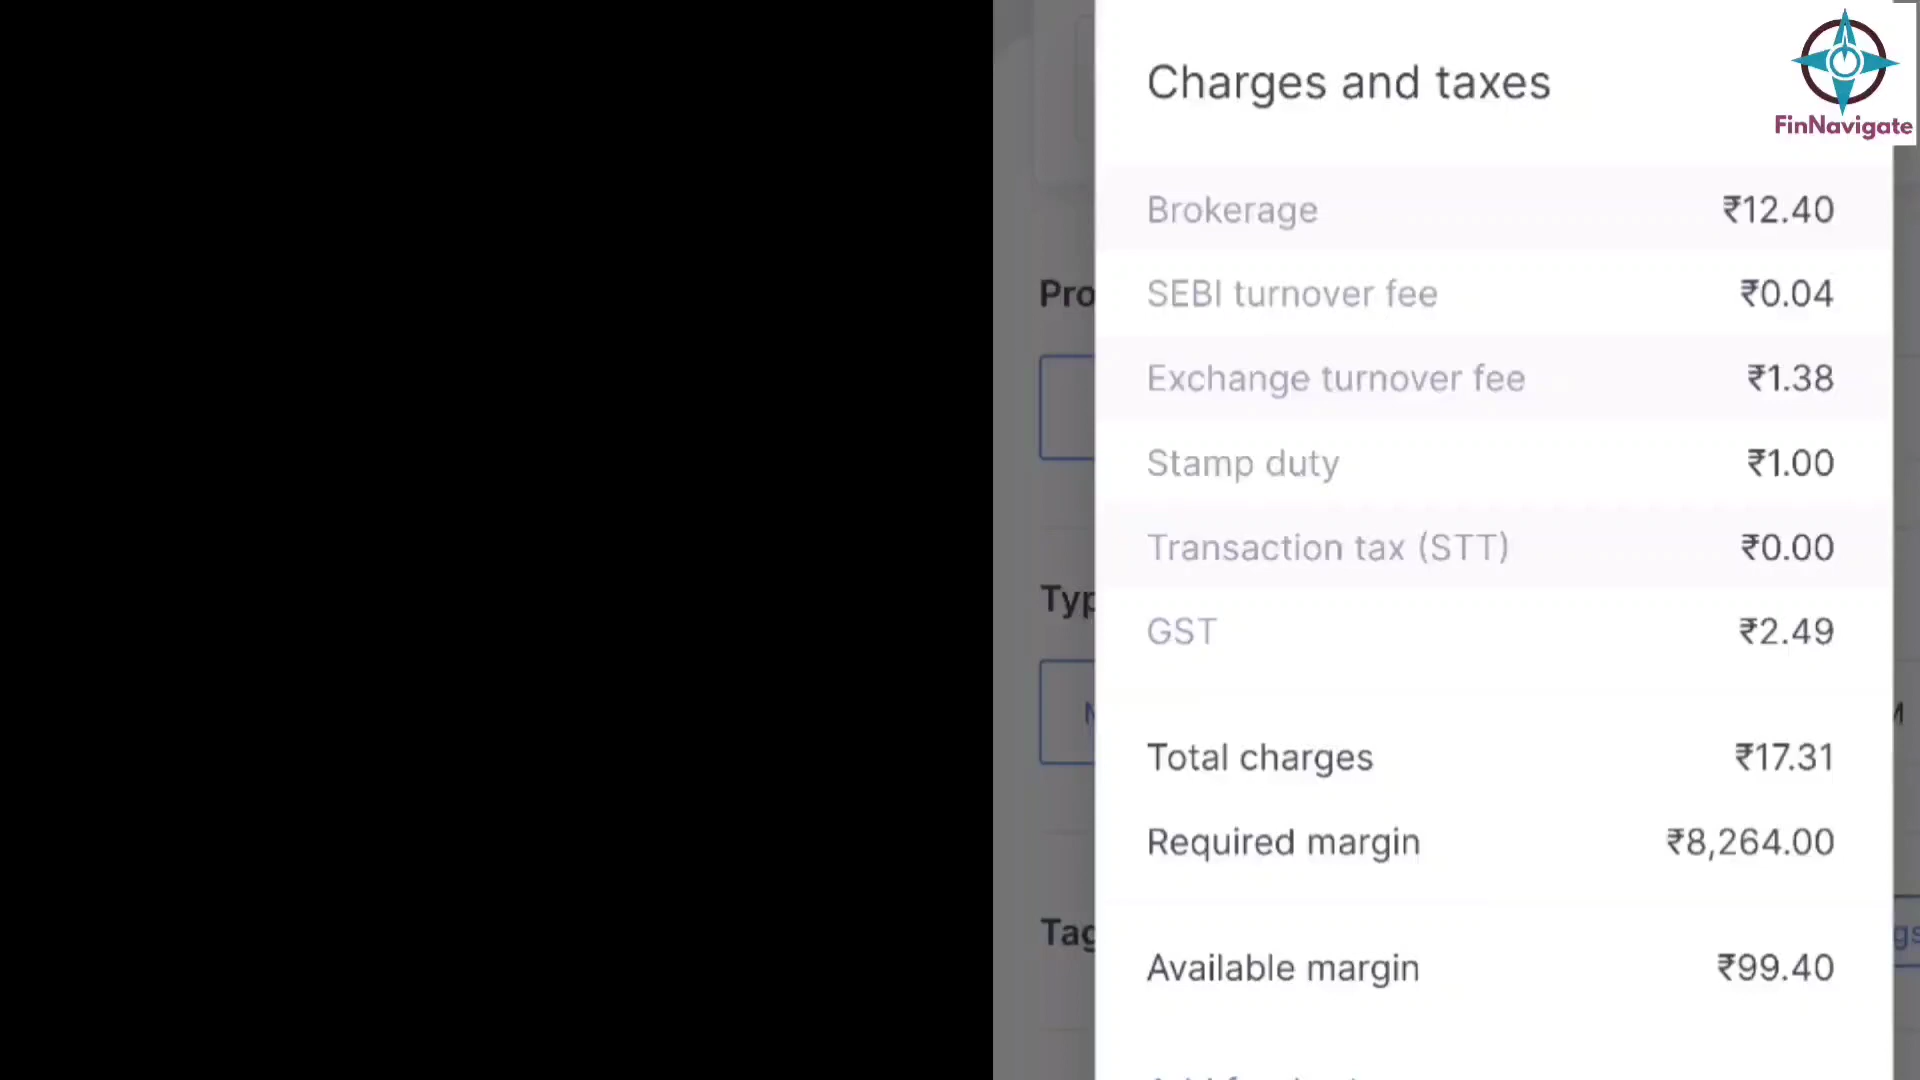 Charges and taxes
FinNavigate
Brokerage ₹12.40
Pro
SEBI turnover fee ₹0.04
Exchange turnover fee ₹1.38
Stamp duty ₹1.00
Transaction tax (STT) ₹0.00
Typ
GST ₹2.49
Total charges ₹17.31
Required margin ₹8,264.00
Tag
gs
Available margin ₹99.40